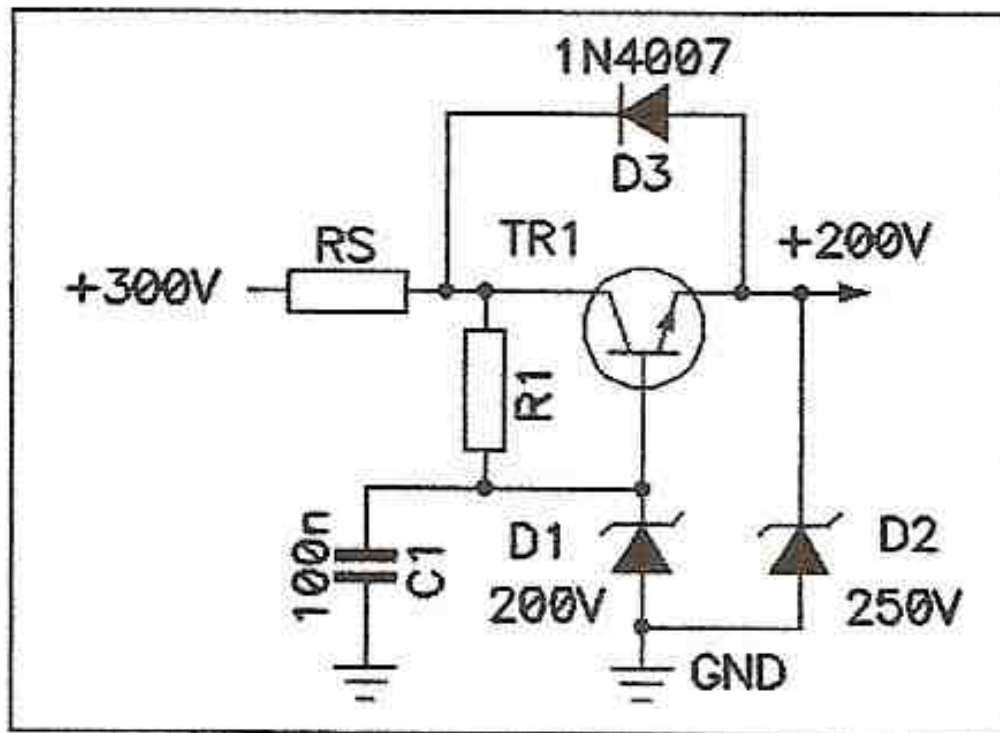 1N4007
D3
RS
TR1
+200V
+300V
R1
100n
C1
D1
200V
D2
250V
GND